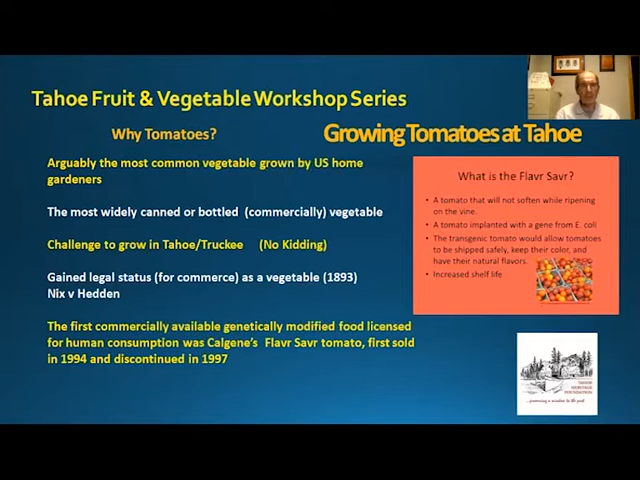 Tahoe Fruit & Vegetable Workshop Series
Why Tomatoes?
Growing Tomatoes at Tahoe
Arguably the most common vegetable grown by US home
gardeners
The most widely canned or bottled (commercially) vegetable
Challenge to grow in Tahoe/Truckee (No Kidding)
Gained legal status (for commerce) as a vegetable (1893)
Nix v Hedden
The first commercially available genetically modified food licensed
for human consumption was Calgene's Flavr Savr tomato, first sold
in 1994 and discontinued in 1997
What is the Flavr Savr?
• A tomato that will not soften while ripening
on the vine.
• A tomato implanted with a gene from E. coli
• The transgenic tomato would allow tomatoes
to be shipped safely, keep their color, and
have their natural flavors.
• Increased shelf life
TAHOE
HERITAGE
FOUNDATION
...preserving a window to the past